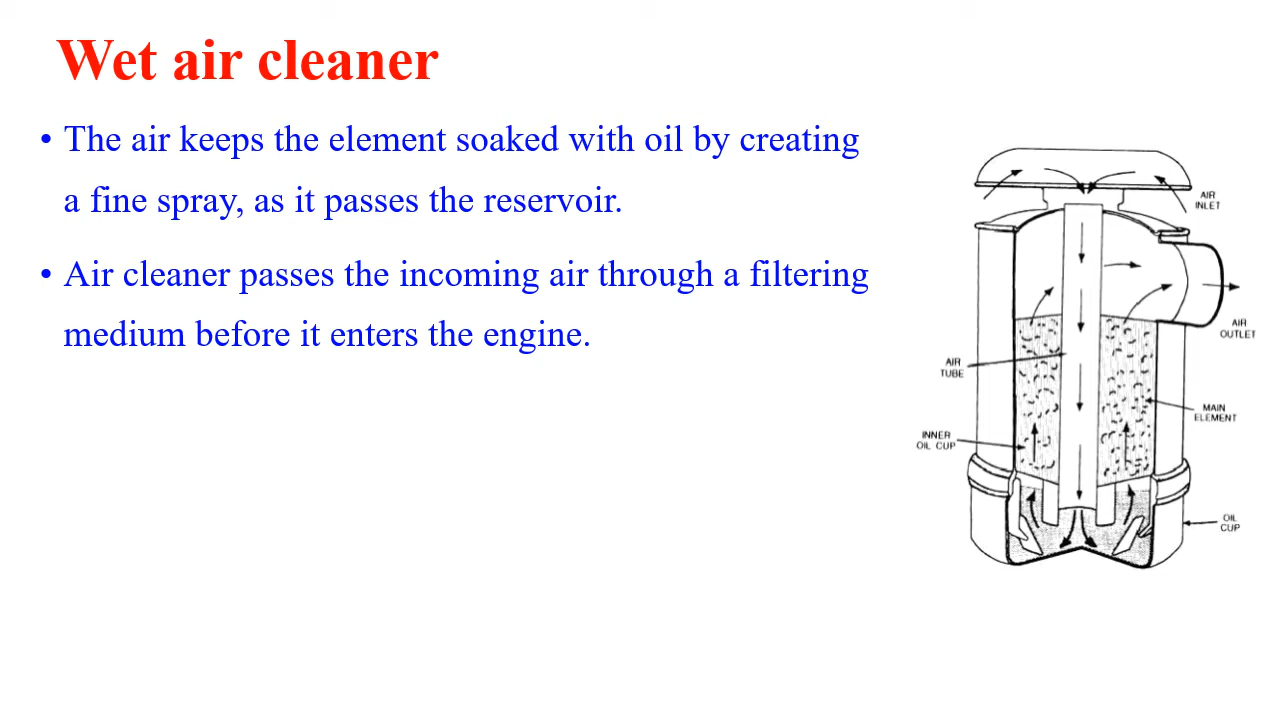 Wet air cleaner
• The air keeps the element soaked with oil by creating
a fine spray, as it passes the reservoir.
• Air cleaner passes the incoming air through a filtering
medium before it enters the engine.
AIR
INLET
AIR
OUTLET
AIR
TUBE
MAIN
ELEMENT
INNER
OIL CUP
OIL
CUP